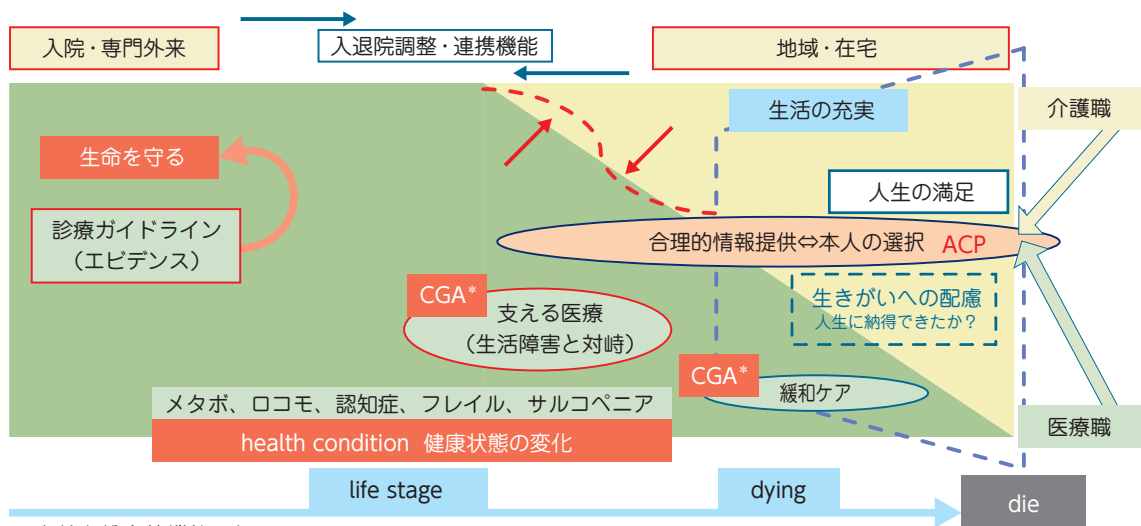 入院・専門外来
入退院調整・連携機能
地域・在宅
生活の充実
介護職
生命を守る
人生の満足
診療ガイドライン
（エビデンス）
合理的情報提供⇔本人の選択 ACP
CGA*
支える医療
（生活障害と対峙）
生きがいへの配慮
人生に納得できたか？
CGA*
緩和ケア
メタボ、ロコモ、認知症、フレイル、サルコペニア
医療職
health condition 健康状態の変化
life stage
dying
die